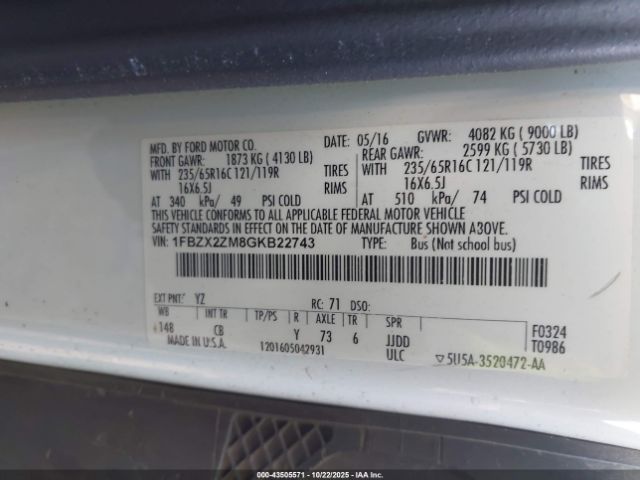 MFD. BY FORD MOTOR CO. DATE: 05/16 GVWR: 4082 KG ( 9000 LB)
FRONT GAWR: 1873 KG ( 4130 LB) REAR GAWR: 2599 KG ( 5730 LB)
WITH 235/65R16C 121/119R TIRES WITH 235/65R16C 121/119R TIRES
16X6.5J RIMS 16X6.5J RIMS
AT 340 kPa/ 49 PSI COLD AT 510 kPa/ 74 PSI COLD
THIS VEHICLE CONFORMS TO ALL APPLICABLE FEDERAL MOTOR VEHICLE
SAFETY STANDARDS IN EFFECT ON THE DATE OF MANUFACTURE SHOWN ABOVE.
VIN: 1FBZX2ZM8GKB22743 TYPE: Bus (Not School bus)
EXT PNT: YZ RC: 71 DSO:
WB INT TR TP/PS R AXLE TR SPR F0324
148 CB Y 73 6 JJDD T0986
MADE IN U.S.A. 1201605042931 ULC 5U5A-3520472-AA
000-43505571 - 10/22/2025 - IAAI